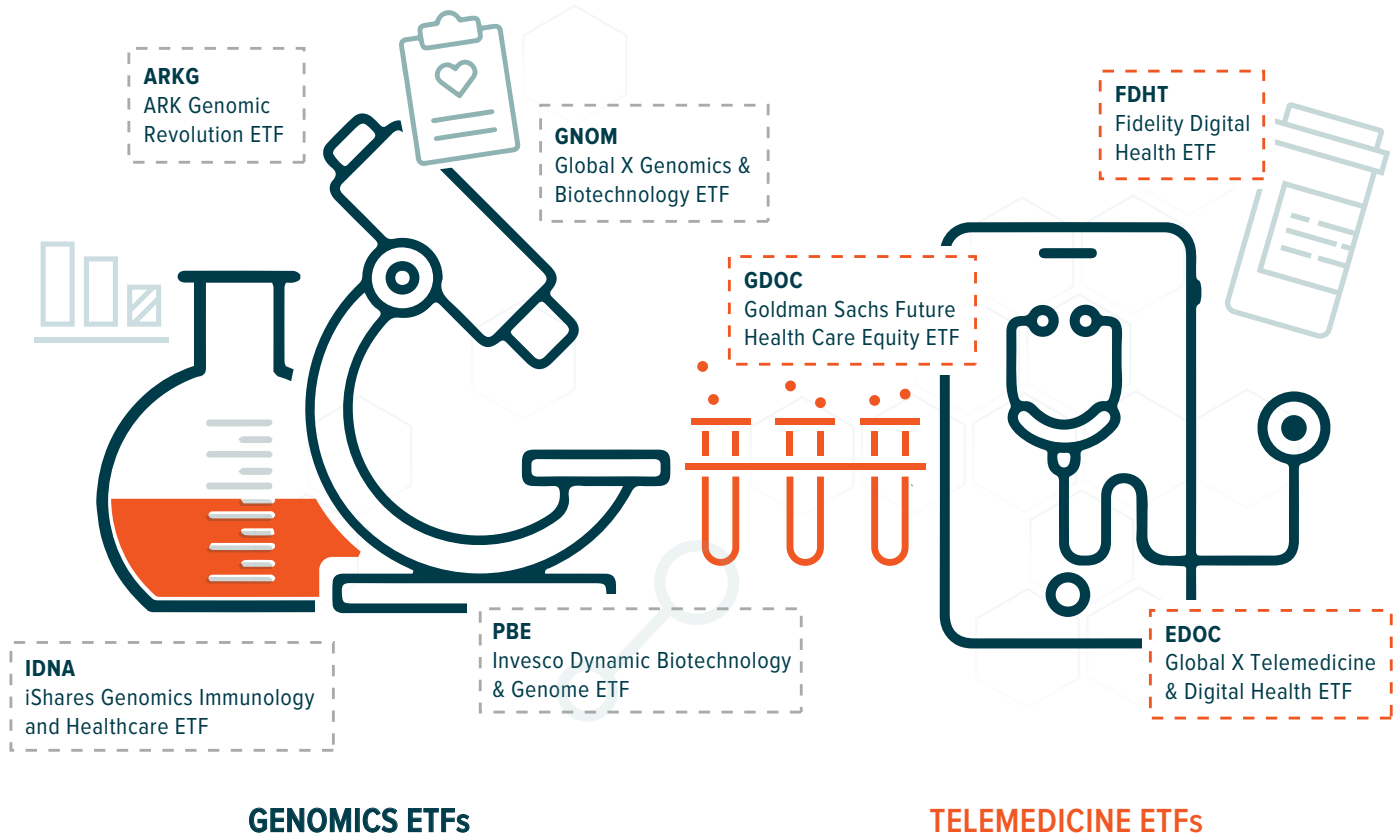 ARKG
ARK Genomic
Revolution ETF
GNOM
Global X Genomics &
Biotechnology ETF
FDHT
Fidelity Digital
Health ETF
GDOC
Goldman Sachs Future
Health Care Equity ETF
IDNA
iShares Genomics Immunology
and Healthcare ETF
PBE
Invesco Dynamic Biotechnology
& Genome ETF
EDOC
Global X Telemedicine
& Digital Health ETF
GENOMICS ETFs
TELEMEDICINE ETFs